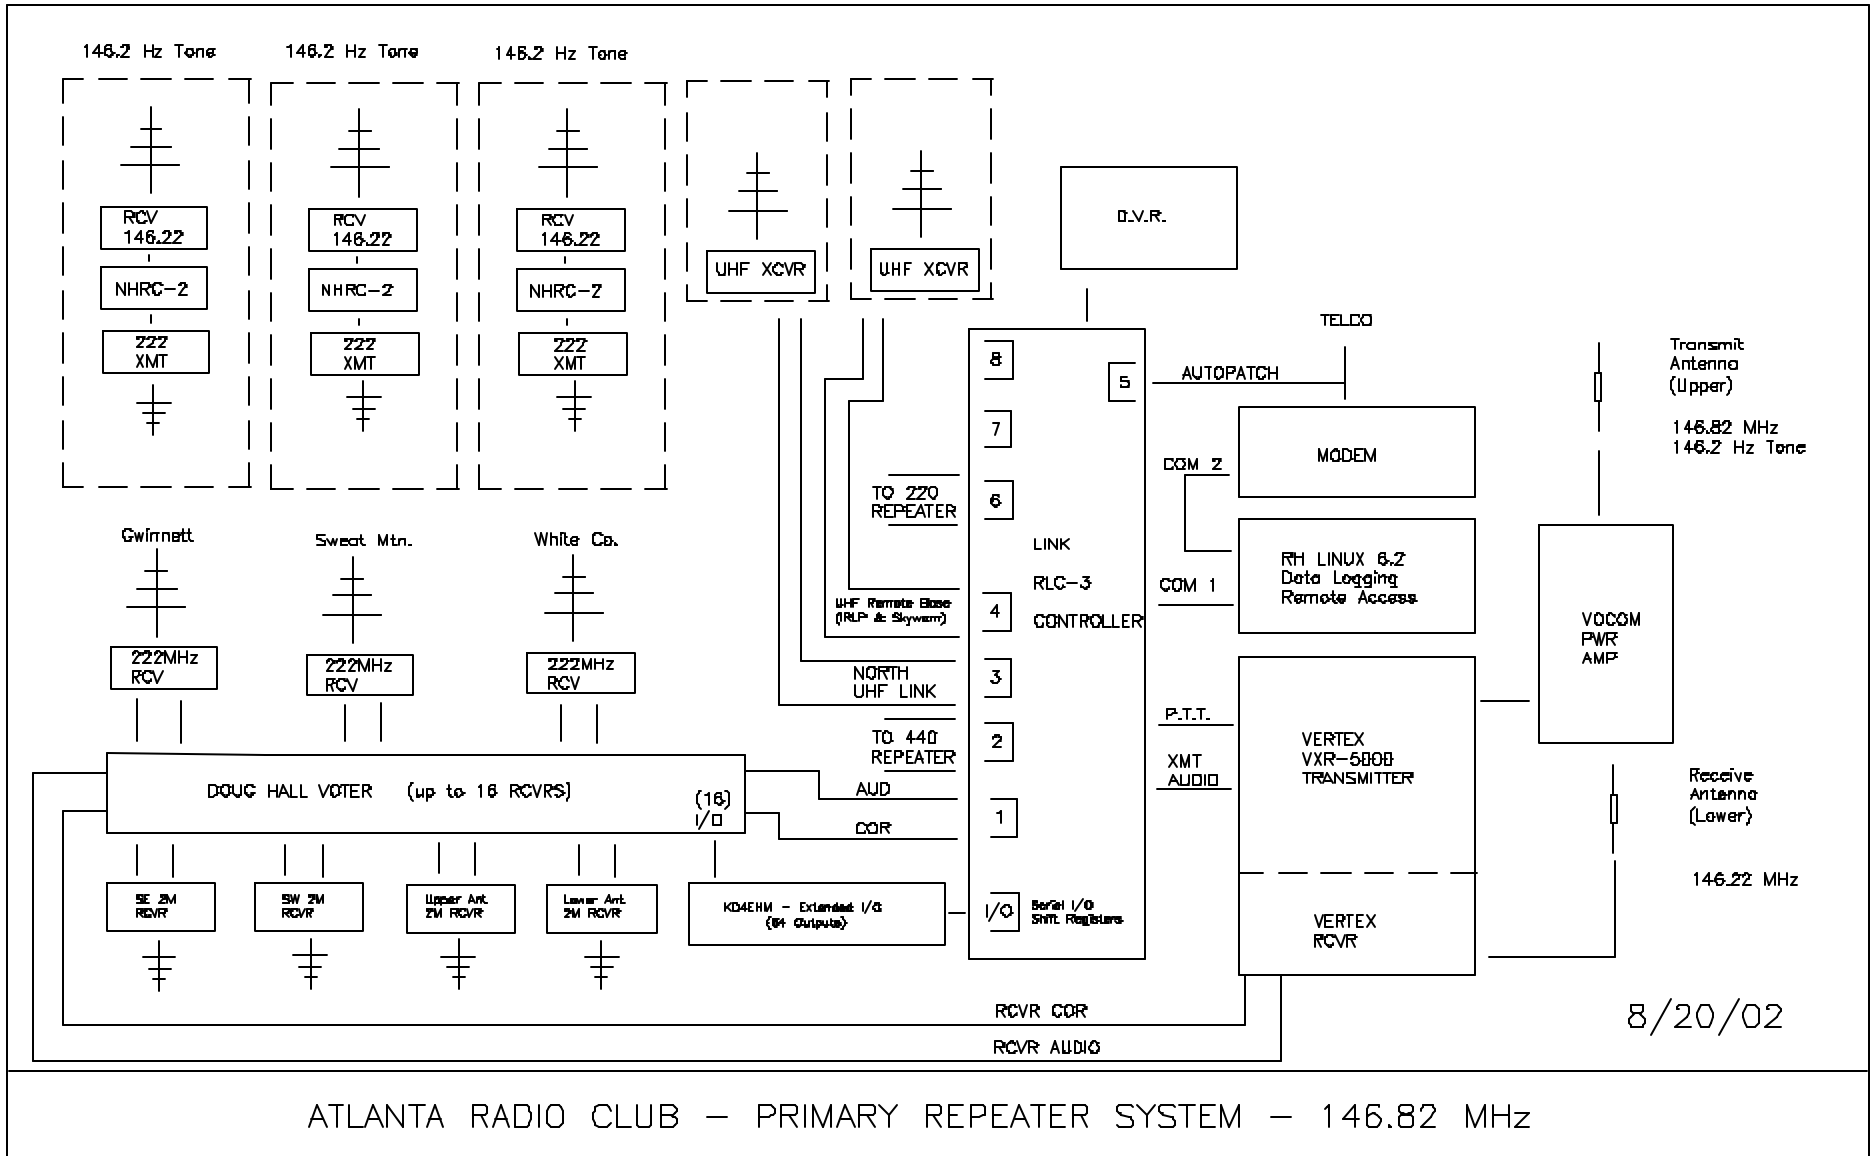 146.2 Hz Tone
146.2 Hz Tone
146.2 Hz Tone
RCV
146.22
NHRC-2
222
XMT
RCV
146.22
NHRC-2
222
XMT
RCV
146.22
NHRC-2
222
XMT
UHF XCVR
UHF XCVR
D.V.R.
TELCO
AUTOPATCH
8
5
7
6
4
3
2
1
I/O
LINK
RLC-3
CONTROLLER
TO 220
REPEATER
UHF Remote Base
(IRLP & Skywarn)
NORTH
UHF LINK
TO 440
REPEATER
AUD
COR
Serial I/O
Shift Registers
COM 2
COM 1
P.T.T.
XMT
AUDIO
MODEM
RH LINUX 6.2
Data Logging
Remote Access
VERTEX
VXR-5000
TRANSMITTER
VERTEX
RCVR
VOCOM
PWR
AMP
Transmit
Antenna
(Upper)
146.82 MHz
146.2 Hz Tone
Receive
Antenna
(Lower)
146.22 MHz
Gwinnett
Sweat Mtn.
White Co.
222MHz
RCV
222MHz
RCV
222MHz
RCV
DOUG HALL VOTER (up to 16 RCVRS)
(16)
I/O
SE 2M
RCVR
SW 2M
RCVR
Upper Ant.
2M RCVR
Lower Ant.
2M RCVR
KD4EHM - Extended I/O
(64 Outputs)
RCVR COR
RCVR AUDIO
8/20/02
ATLANTA RADIO CLUB - PRIMARY REPEATER SYSTEM - 146.82 MHz